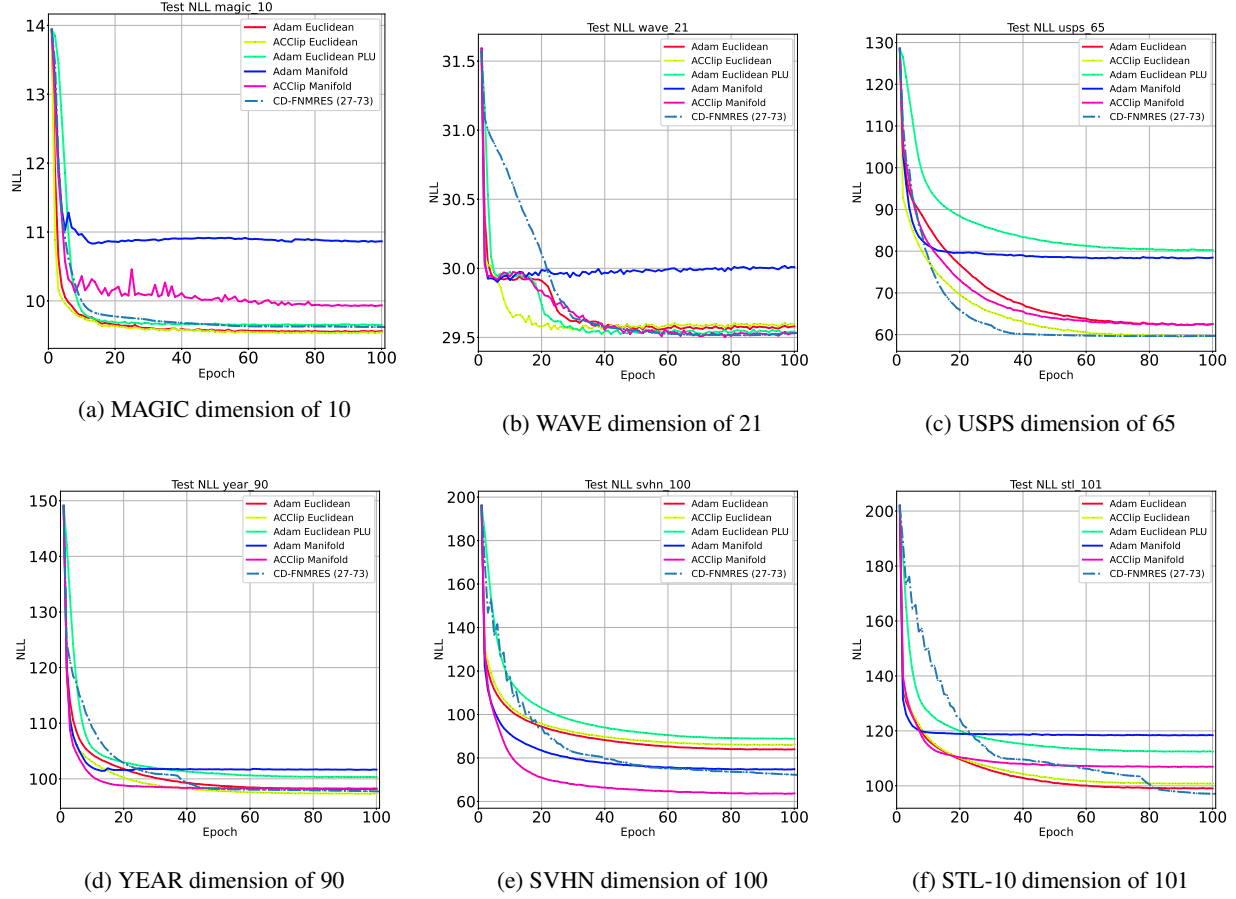 Test NLL magic_10
14
13
12
11
10
NLL
0
20
40
60
80
100
Epoch
Adam Euclidean
ACClip Euclidean
Adam Euclidean PLU
Adam Manifold
ACClip Manifold
CD-FNMRES (27-73)
(a) MAGIC dimension of 10
Test NLL wave_21
31.5
31.0
30.5
30.0
29.5
NLL
0
20
40
60
80
100
Epoch
Adam Euclidean
ACClip Euclidean
Adam Euclidean PLU
Adam Manifold
ACClip Manifold
CD-FNMRES (27-73)
(b) WAVE dimension of 21
Test NLL usps_65
130
120
110
100
90
80
70
60
NLL
0
20
40
60
80
100
Epoch
Adam Euclidean
ACClip Euclidean
Adam Euclidean PLU
Adam Manifold
ACClip Manifold
CD-FNMRES (27-73)
(c) USPS dimension of 65
Test NLL year_90
150
140
130
120
110
100
NLL
0
20
40
60
80
100
Epoch
Adam Euclidean
ACClip Euclidean
Adam Euclidean PLU
Adam Manifold
ACClip Manifold
CD-FNMRES (27-73)
(d) YEAR dimension of 90
Test NLL svhn_100
200
180
160
140
120
100
80
60
NLL
0
20
40
60
80
100
Epoch
Adam Euclidean
ACClip Euclidean
Adam Euclidean PLU
Adam Manifold
ACClip Manifold
CD-FNMRES (27-73)
(e) SVHN dimension of 100
Test NLL stl_101
200
180
160
140
120
100
NLL
0
20
40
60
80
100
Epoch
Adam Euclidean
ACClip Euclidean
Adam Euclidean PLU
Adam Manifold
ACClip Manifold
CD-FNMRES (27-73)
(f) STL-10 dimension of 101